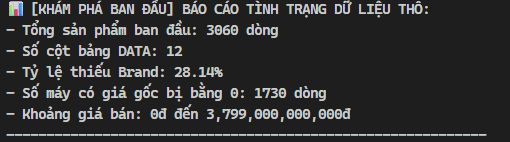 📊 [KHÁM PHÁ BAN ĐẦU] BÁO CÁO TÌNH TRẠNG DỮ LIỆU THÔ:
- Tổng sản phẩm ban đầu: 3060 dòng
- Số cột bảng DATA: 12
- Tỷ lệ thiếu Brand: 28.14%
- Số máy có giá gốc bị bằng 0: 1730 dòng
- Khoảng giá bán: 0đ đến 3,799,000,000,000đ
------------------------------------------------------------